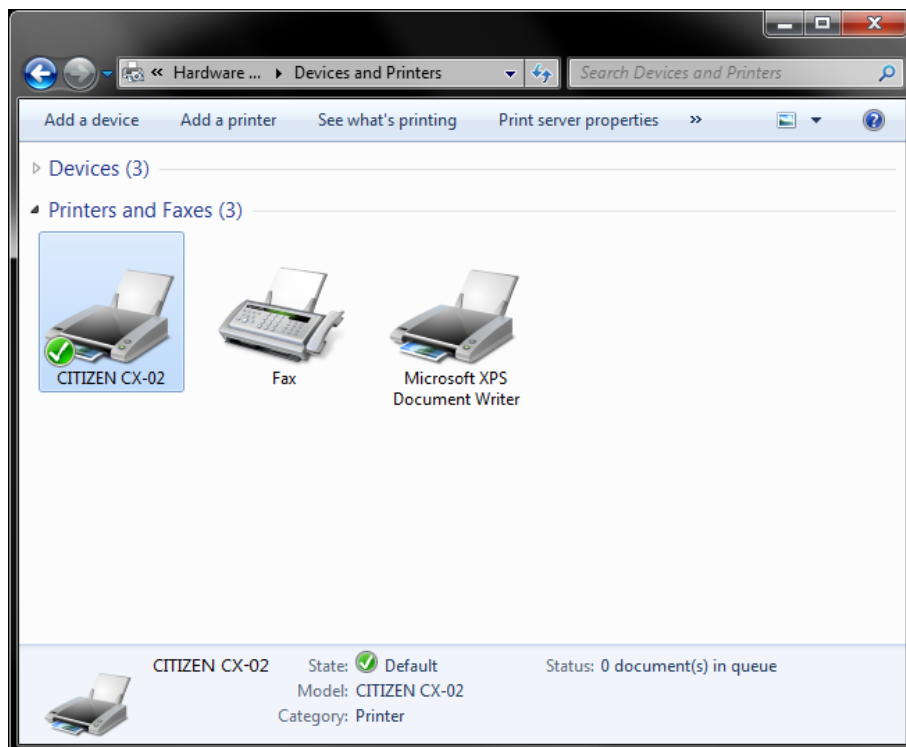 « Hardware ... ▸ Devices and Printers Search Devices and Printers
Add a device Add a printer See what's printing Print server properties »
Devices (3)
Printers and Faxes (3)
CITIZEN CX-02 Fax Microsoft XPS
Document Writer
CITIZEN CX-02 State: Default Status: 0 document(s) in queue
Model: CITIZEN CX-02
Category: Printer